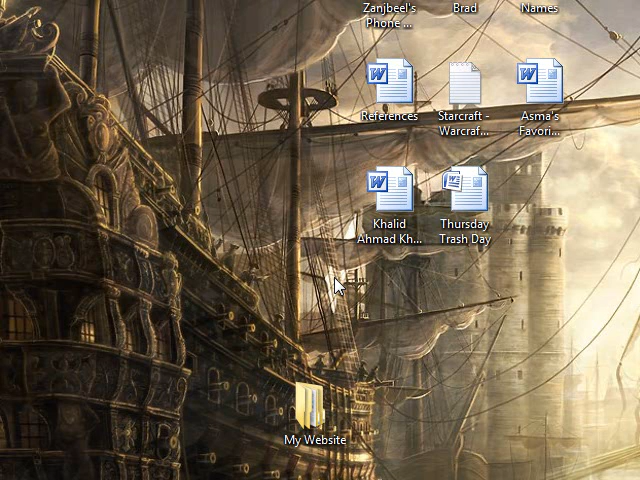 Zanjbeel's
Phone ...
Brad
Names
References
Starcraft -
Warcraf...
Asma's
Favori...
Khalid
Ahmad Kh...
Thursday
Trash Day
My Website